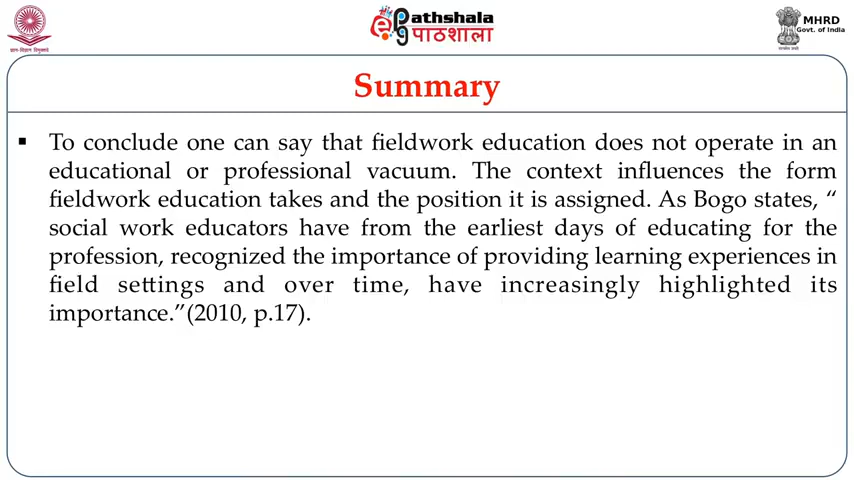 ePathshala
पाठशाला
MHRD
Govt. of India
Summary
▪ To conclude one can say that fieldwork education does not operate in an
educational or professional vacuum. The context influences the form
fieldwork education takes and the position it is assigned. As Bogo states, “
social work educators have from the earliest days of educating for the
profession, recognized the importance of providing learning experiences in
field settings and over time, have increasingly highlighted its
importance.”(2010, p.17).